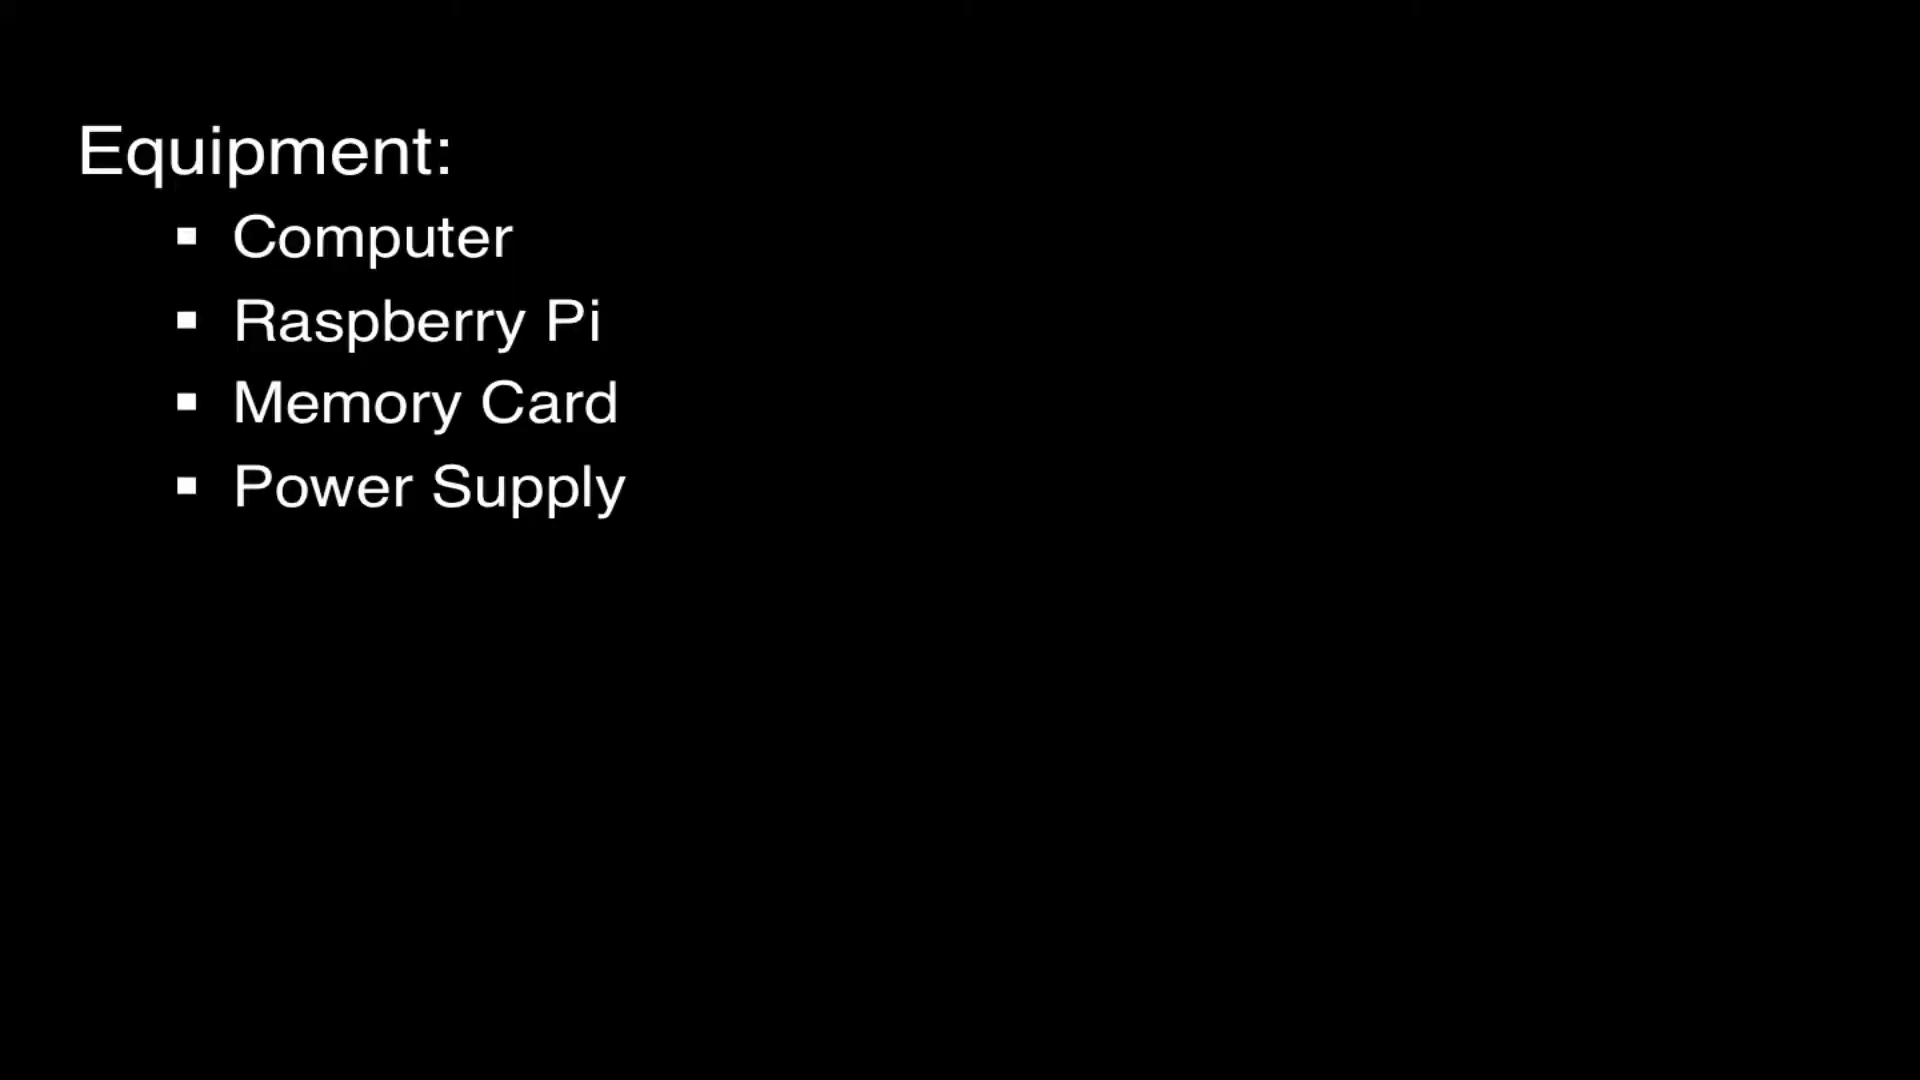 Equipment:
▪ Computer
▪ Raspberry Pi
▪ Memory Card
▪ Power Supply